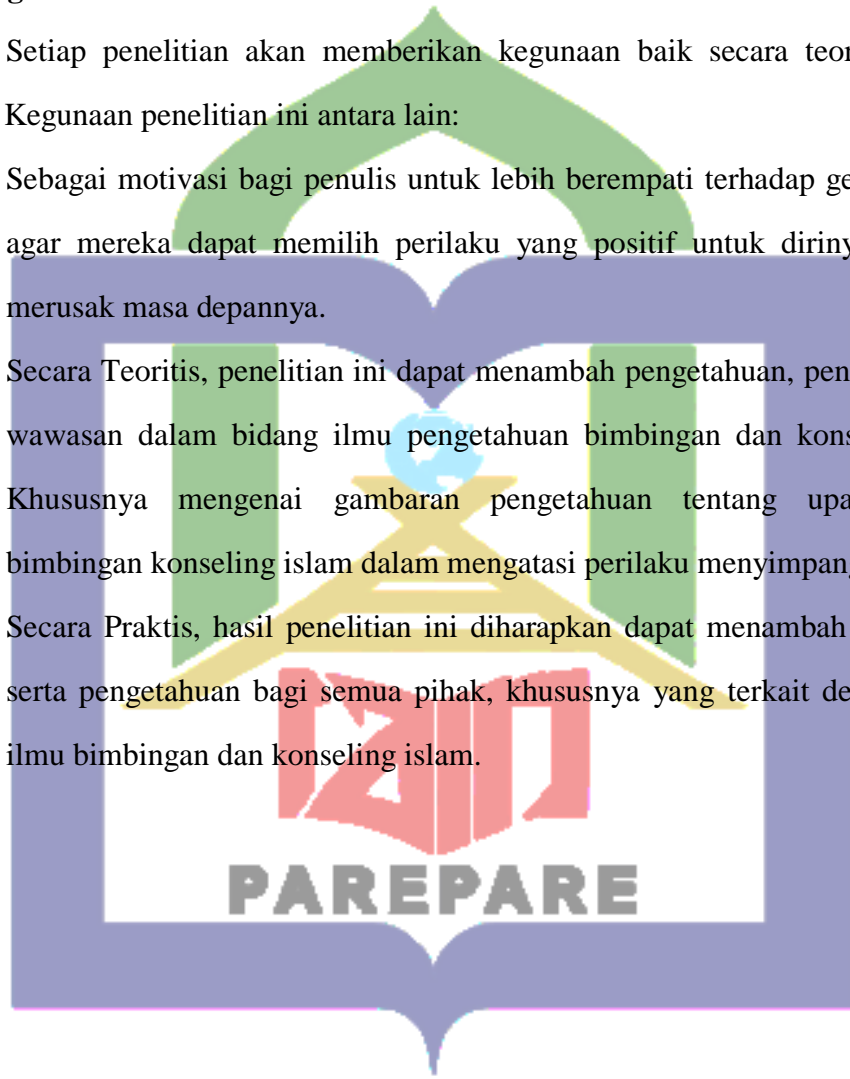 Setiap penelitian akan memberikan kegunaan baik secara teor
Kegunaan penelitian ini antara lain:
Sebagai motivasi bagi penulis untuk lebih berempati terhadap ge
agar mereka dapat memilih perilaku yang positif untuk diriny
merusak masa depannya.
Secara Teoritis, penelitian ini dapat menambah pengetahuan, pen
wawasan dalam bidang ilmu pengetahuan bimbingan dan kons
Khususnya mengenai gambaran pengetahuan tentang upa
bimbingan konseling islam dalam mengatasi perilaku menyimpang
Secara Praktis, hasil penelitian ini diharapkan dapat menambah
serta pengetahuan bagi semua pihak, khususnya yang terkait de
ilmu bimbingan dan konseling islam.
iain
PAREPARE